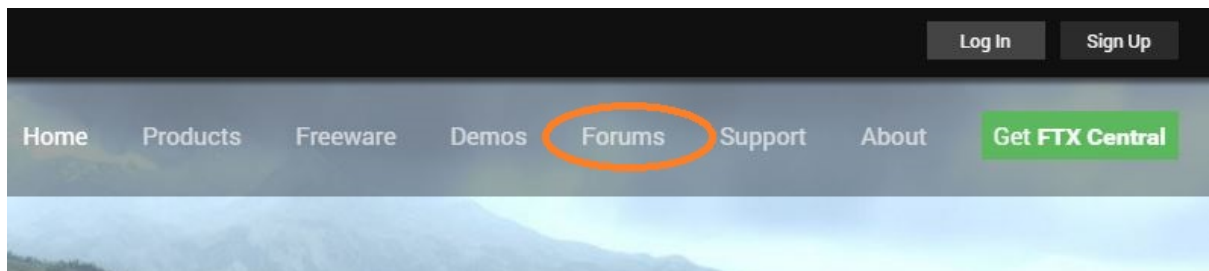 Log In Sign Up
Home Products Freeware Demos Forums Support About Get FTX Central